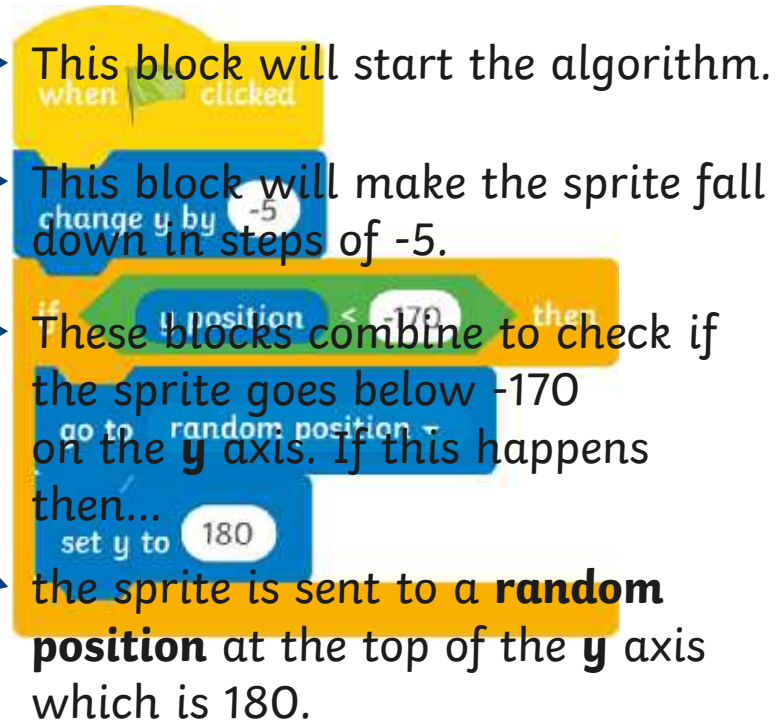 This block will start the algorithm.
when clicked
This block will make the sprite fall
change y by -5
down in steps of -5.
if y position < -170 then
These blocks combine to check if
the sprite goes below -170
go to random position
on the y axis. If this happens
then...
set y to 180
the sprite is sent to a random
position at the top of the y axis
which is 180.